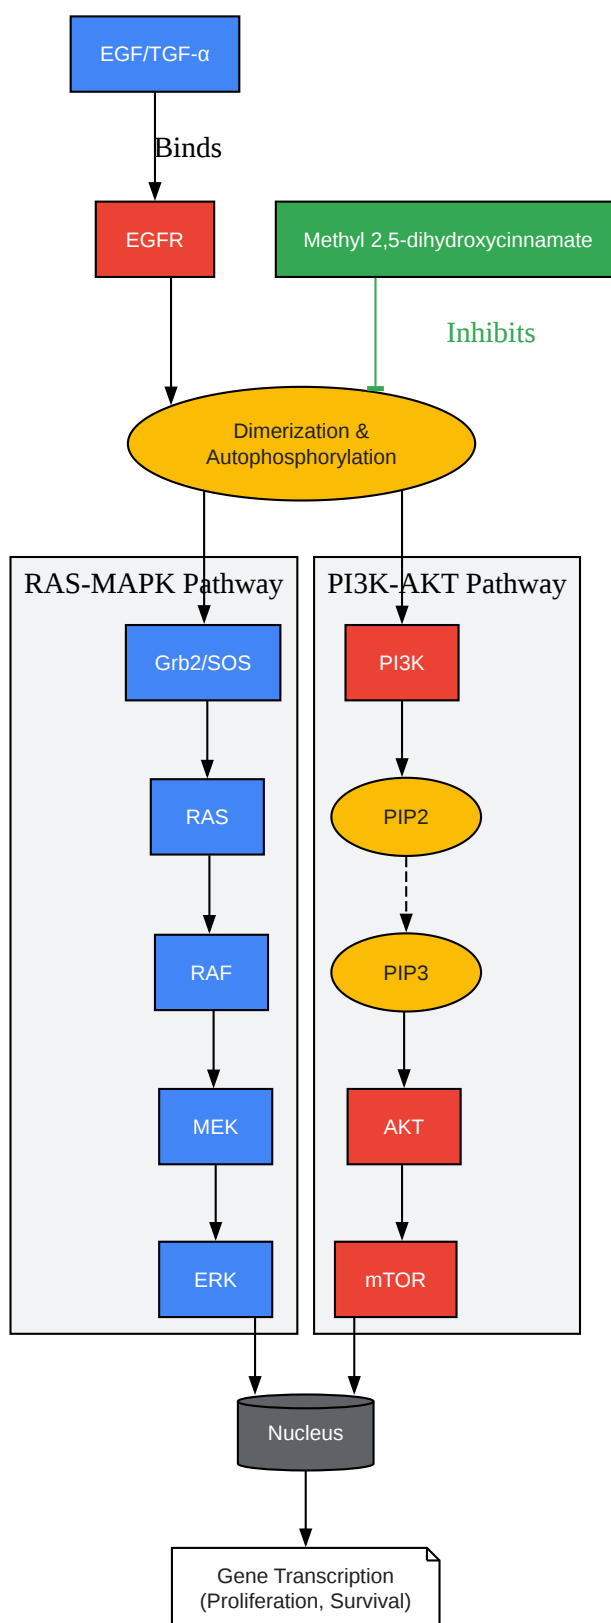 EGF/TGF-α
Binds
EGFR
Methyl 2,5-dihydroxycinnamate
Inhibits
Dimerization &
Autophosphorylation
RAS-MAPK Pathway
Grb2/SOS
RAS
RAF
MEK
ERK
PI3K-AKT Pathway
PI3K
PIP2
PIP3
AKT
mTOR
Nucleus
Gene Transcription
(Proliferation, Survival)